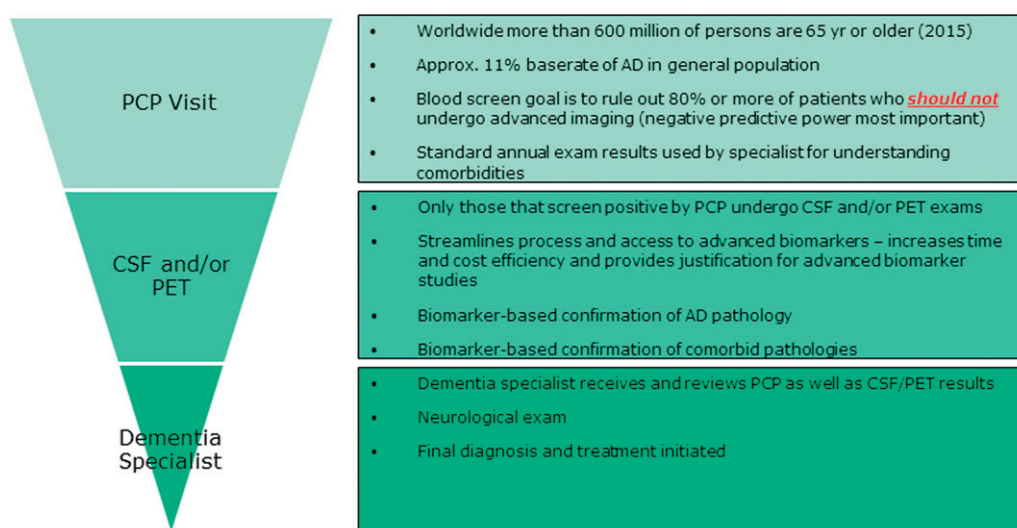 PCP Visit
• Worldwide more than 600 million of persons are 65 yr or older (2015)
• Approx. 11% baserate of AD in general population
• Blood screen goal is to rule out 80% or more of patients who should not
undergo advanced imaging (negative predictive power most important)
• Standard annual exam results used by specialist for understanding
comorbidities
CSF and/or
PET
• Only those that screen positive by PCP undergo CSF and/or PET exams
• Streamlines process and access to advanced biomarkers – increases time
and cost efficiency and provides justification for advanced biomarker
studies
• Biomarker-based confirmation of AD pathology
• Biomarker-based confirmation of comorbid pathologies
Dementia
Specialist
• Dementia specialist receives and reviews PCP as well as CSF/PET results
• Neurological exam
• Final diagnosis and treatment initiated